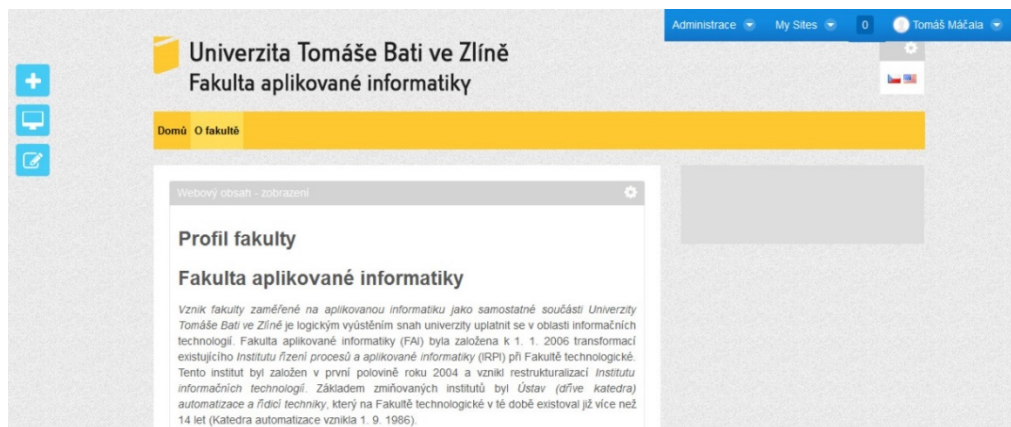 Administrace My Sites 0 Tomáš Máčala
Univerzita Tomáše Bati ve Zlíně
Fakulta aplikované informatiky
Domů O fakultě
Webový obsah - zobrazení
Profil fakulty
Fakulta aplikované informatiky
Vznik fakulty zaměřené na aplikovanou informatiku jako samostatné součásti Univerzity
Tomáše Bati ve Zlíně je logickým vyústěním snah univerzity uplatnit se v oblasti informačních
technologií. Fakulta aplikované informatiky (FAI) byla založena k 1. 1. 2006 transformací
existujícího Institutu řízení procesů a aplikované informatiky (IRPI) při Fakultě technologické.
Tento institut byl založen v první polovině roku 2004 a vznikl restrukturalizací Institutu
informačních technologií. Základem zmiňovaných institutů byl Ústav (dříve katedra)
automatizace a řídicí techniky, který na Fakultě technologické v té době existoval již více než
14 let (Katedra automatizace vznikla 1. 9. 1986).